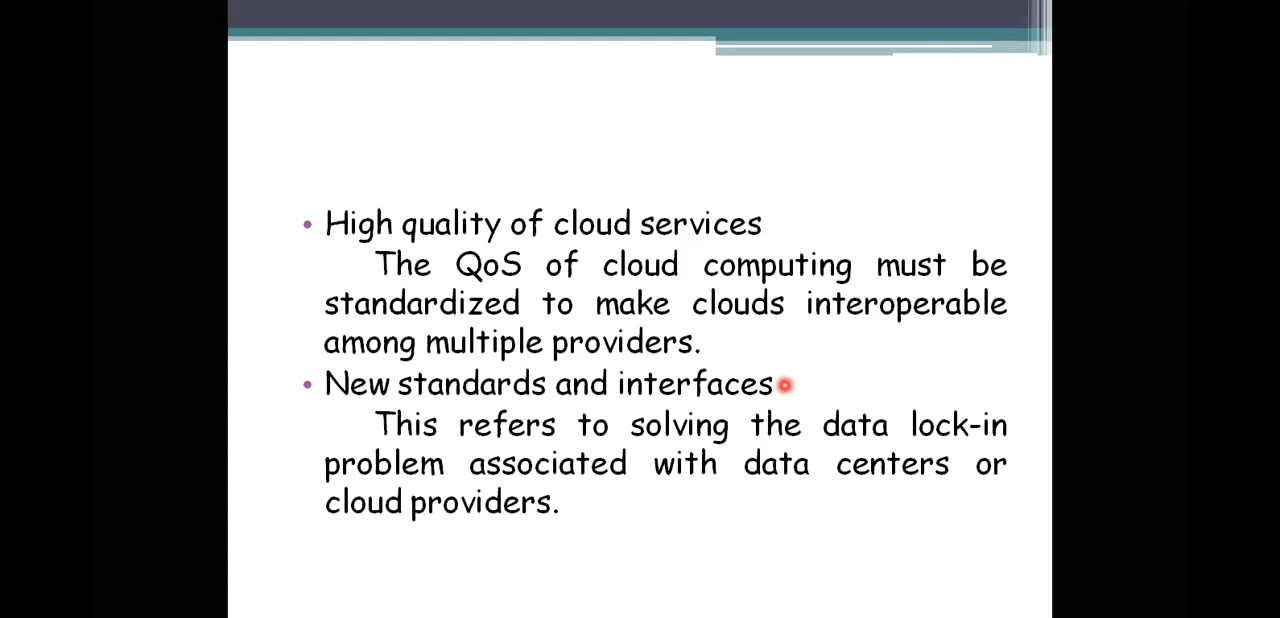 • High quality of cloud services
The QoS of cloud computing must be
standardized to make clouds interoperable
among multiple providers.
• New standards and interfaces
This refers to solving the data lock-in
problem associated with data centers or
cloud providers.